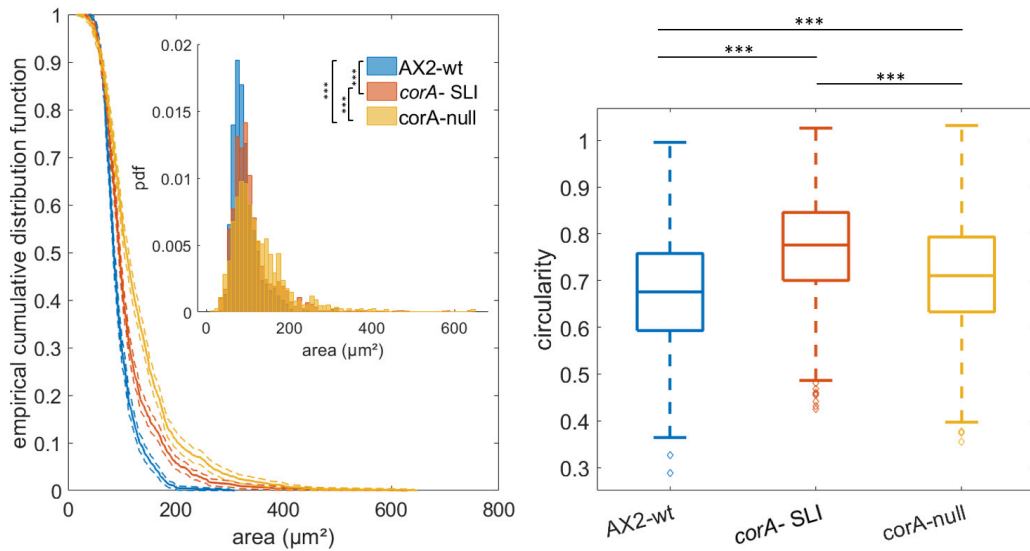 empirical cumulative distribution function
1
0.9
0.8
0.7
0.6
0.5
0.4
0.3
0.2
0.1
0
0 200 400 600 800
area (µm²)
pdf
0.02
0.015
0.01
0.005
0
0 200 400 600
area (µm²)
AX2-wt
corA- SLI
corA-null
***
***
***
***
***
***
circularity
1
0.9
0.8
0.7
0.6
0.5
0.4
0.3
AX2-wt
corA- SLI
corA-null